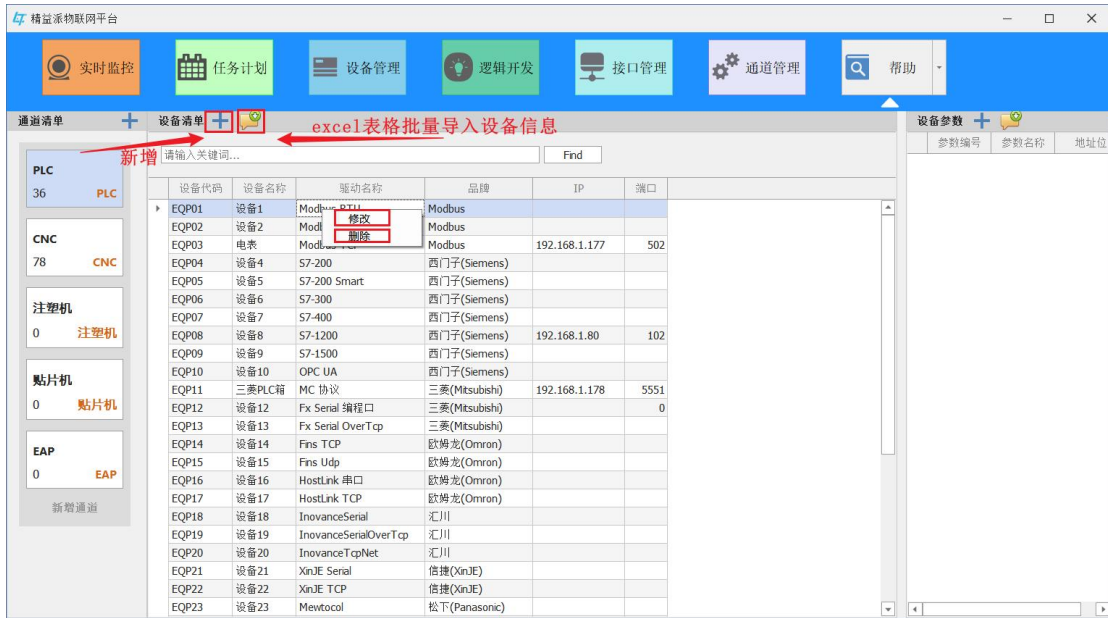 精益派物联网平台
实时监控 任务计划 设备管理 逻辑开发 接口管理 通道管理 帮助
通道清单 设备清单 设备参数
excel表格批量导入设备信息
新增
请输入关键词... Find
参数编号 参数名称 地址位
PLC
36 PLC
CNC
78 CNC
注塑机
0 注塑机
贴片机
0 贴片机
EAP
0 EAP
新增通道
设备代码 设备名称 驱动名称 品牌 IP 端口
EQP01 设备1 Modbus RTU Modbus
修改
删除
EQP02 设备2 Modbus
EQP03 电表 Modbus 192.168.1.177 502
EQP04 设备4 S7-200 西门子(Siemens)
EQP05 设备5 S7-200 Smart 西门子(Siemens)
EQP06 设备6 S7-300 西门子(Siemens)
EQP07 设备7 S7-400 西门子(Siemens)
EQP08 设备8 S7-1200 西门子(Siemens) 192.168.1.80 102
EQP09 设备9 S7-1500 西门子(Siemens)
EQP10 设备10 OPC UA 西门子(Siemens)
EQP11 三菱PLC箱 MC 协议 三菱(Mitsubishi) 192.168.1.178 5551
EQP12 设备12 Fx Serial 编程口 三菱(Mitsubishi) 0
EQP13 设备13 Fx Serial OverTcp 三菱(Mitsubishi)
EQP14 设备14 Fins TCP 欧姆龙(Omron)
EQP15 设备15 Fins Udp 欧姆龙(Omron)
EQP16 设备16 HostLink 串口 欧姆龙(Omron)
EQP17 设备17 HostLink TCP 欧姆龙(Omron)
EQP18 设备18 InovanceSerial 汇川
EQP19 设备19 InovanceSerialOverTcp 汇川
EQP20 设备20 InovanceTcpNet 汇川
EQP21 设备21 XinJE Serial 信捷(XinJE)
EQP22 设备22 XinJE TCP 信捷(XinJE)
EQP23 设备23 Mewtocol 松下(Panasonic)